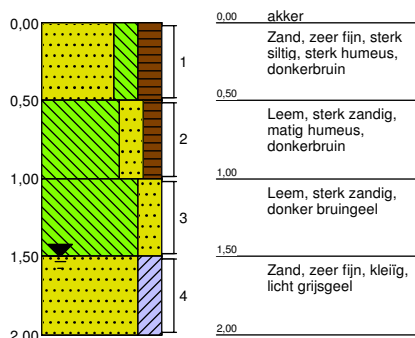 0,00
0,50
1,00
1,50
2,00
1
2
3
4
0,00 akker
Zand, zeer fijn, sterk
siltig, sterk humeus,
donkerbruin
0,50
Leem, sterk zandig,
matig humeus,
donkerbruin
1,00
Leem, sterk zandig,
donker bruingeel
1,50
Zand, zeer fijn, kleiïg,
licht grijsgeel
2,00